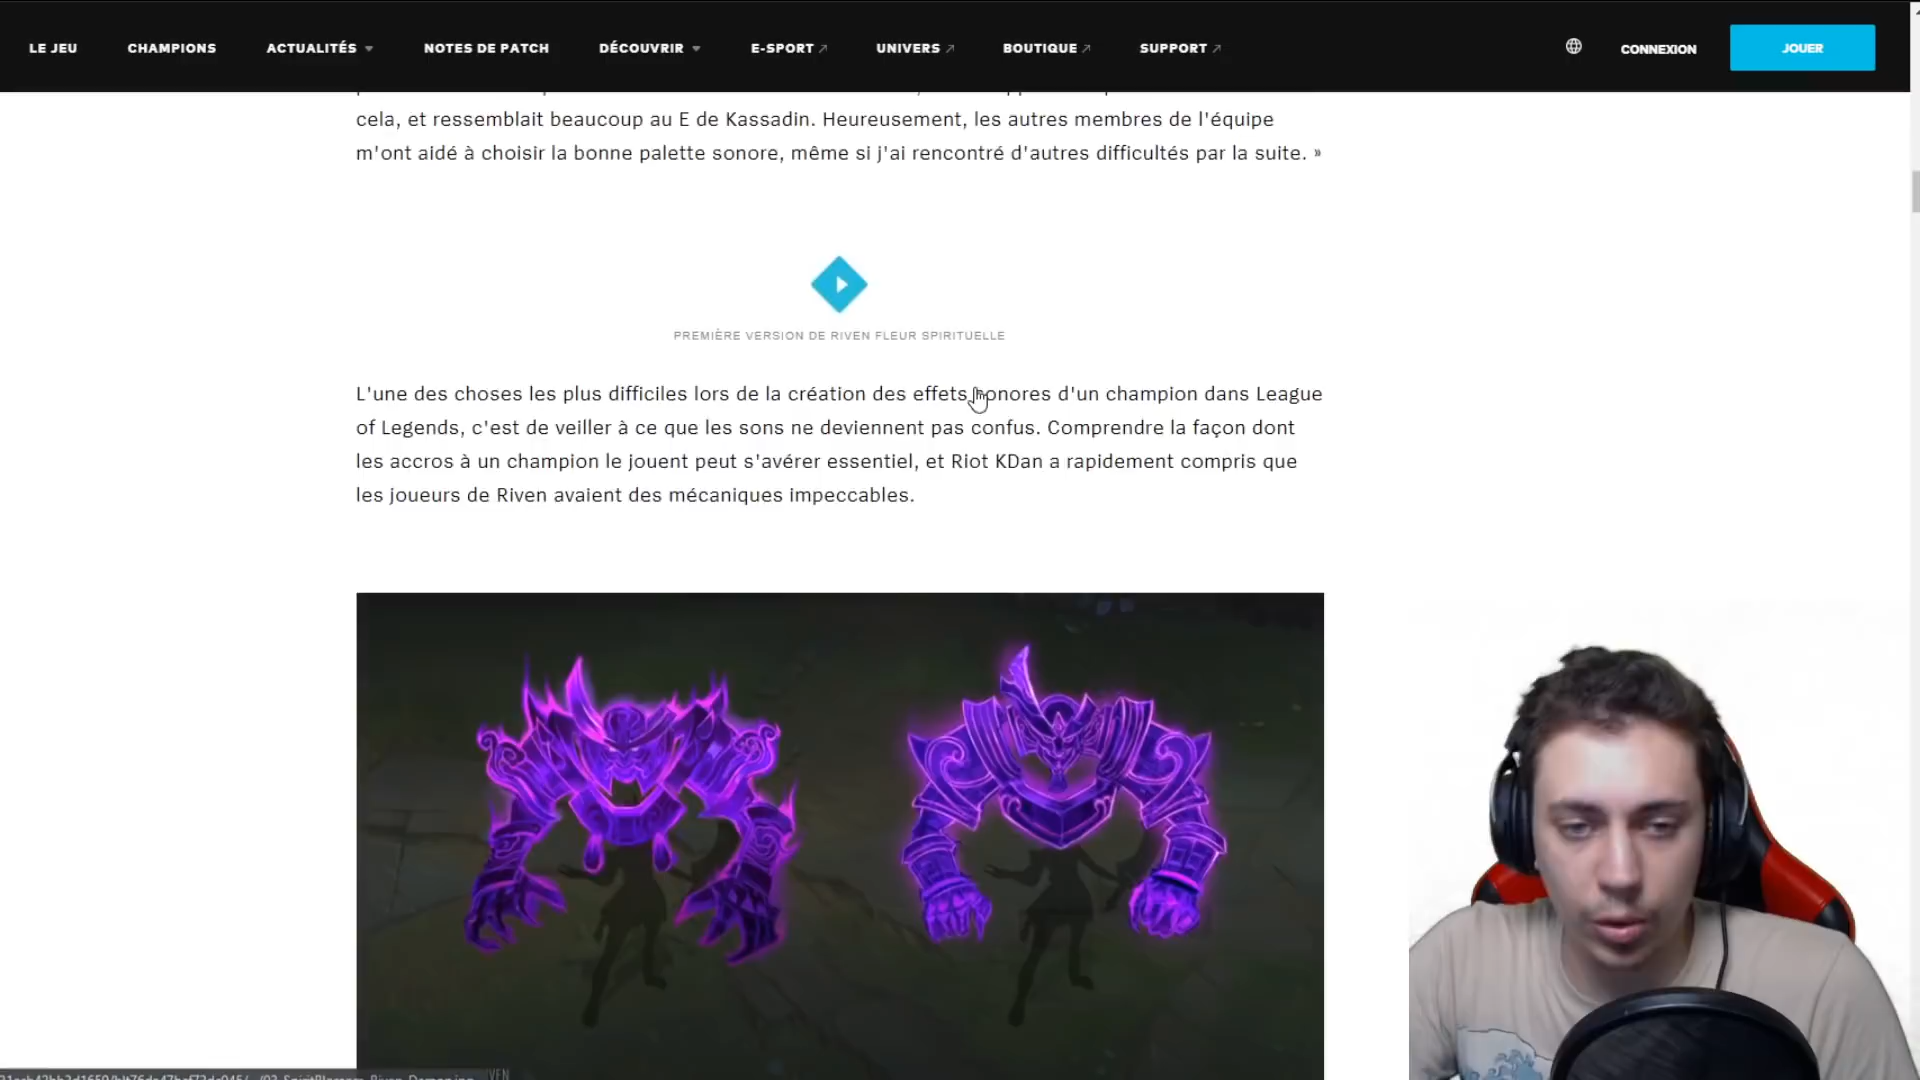 LE JEU CHAMPIONS ACTUALITÉS NOTES DE PATCH DÉCOUVRIR E-SPORT UNIVERS BOUTIQUE SUPPORT CONNEXION JOUER
cela, et ressemblait beaucoup au E de Kassadin. Heureusement, les autres membres de l'équipe
m'ont aidé à choisir la bonne palette sonore, même si j'ai rencontré d'autres difficultés par la suite. »
PREMIÈRE VERSION DE RIVEN FLEUR SPIRITUELLE
L'une des choses les plus difficiles lors de la création des effets sonores d'un champion dans League
of Legends, c'est de veiller à ce que les sons ne deviennent pas confus. Comprendre la façon dont
les accros à un champion le jouent peut s'avérer essentiel, et Riot KDan a rapidement compris que
les joueurs de Riven avaient des mécaniques impeccables.